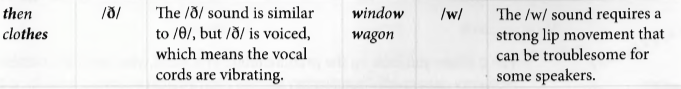 then /ð/ The /ð/ sound is similar window /w/ The /w/ sound requires a
clothes to /θ/, but /ð/ is voiced, wagon strong lip movement that
which means the vocal can be troublesome for
cords are vibrating. some speakers.